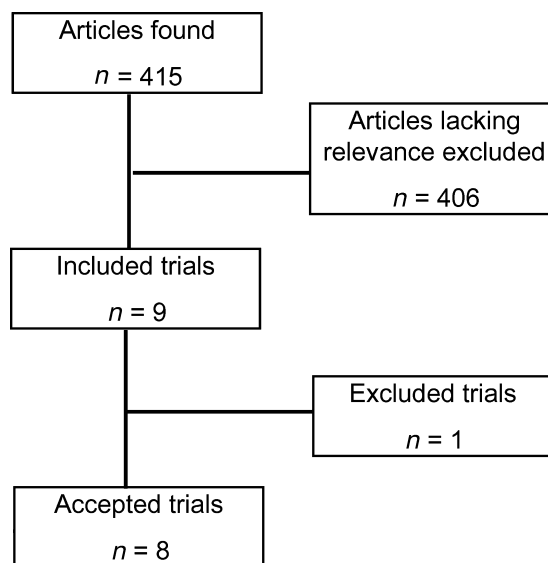 Articles found
n = 415
Articles lacking
relevance excluded
n = 406
Included trials
n = 9
Excluded trials
n = 1
Accepted trials
n = 8